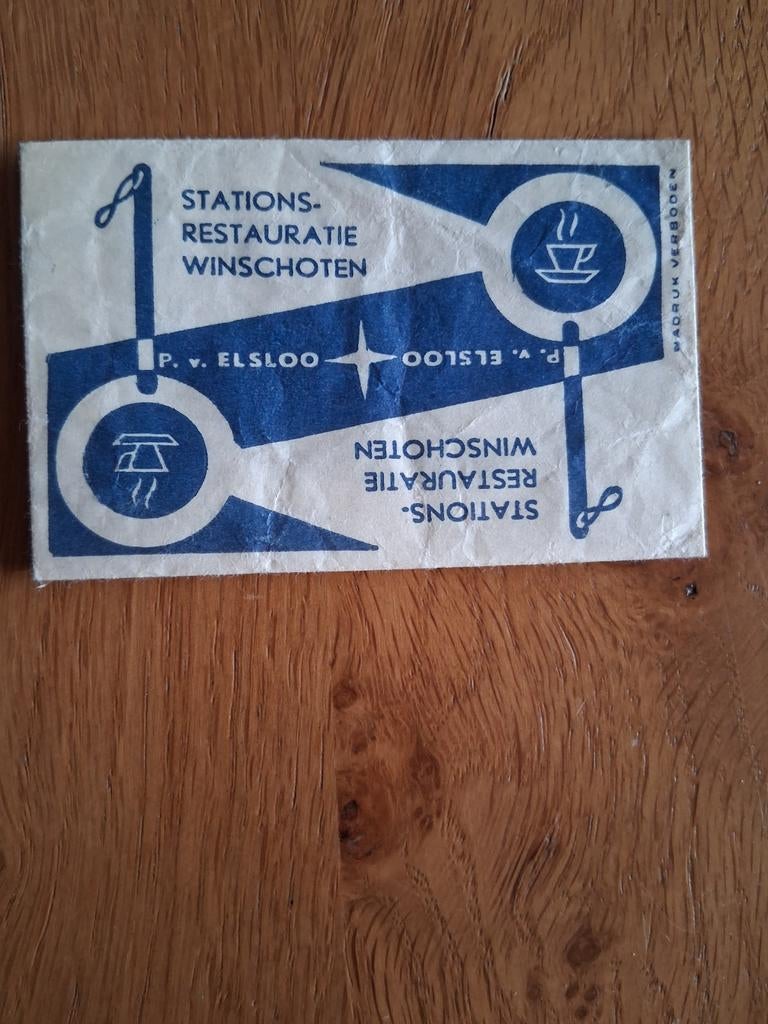 STATIONS-
RESTAURATIE
WINSCHOTEN
P. v. ELSLOO
P. v. ELSLOO
STATIONS-
RESTAURATIE
WINSCHOTEN
NADRUK VERBODEN